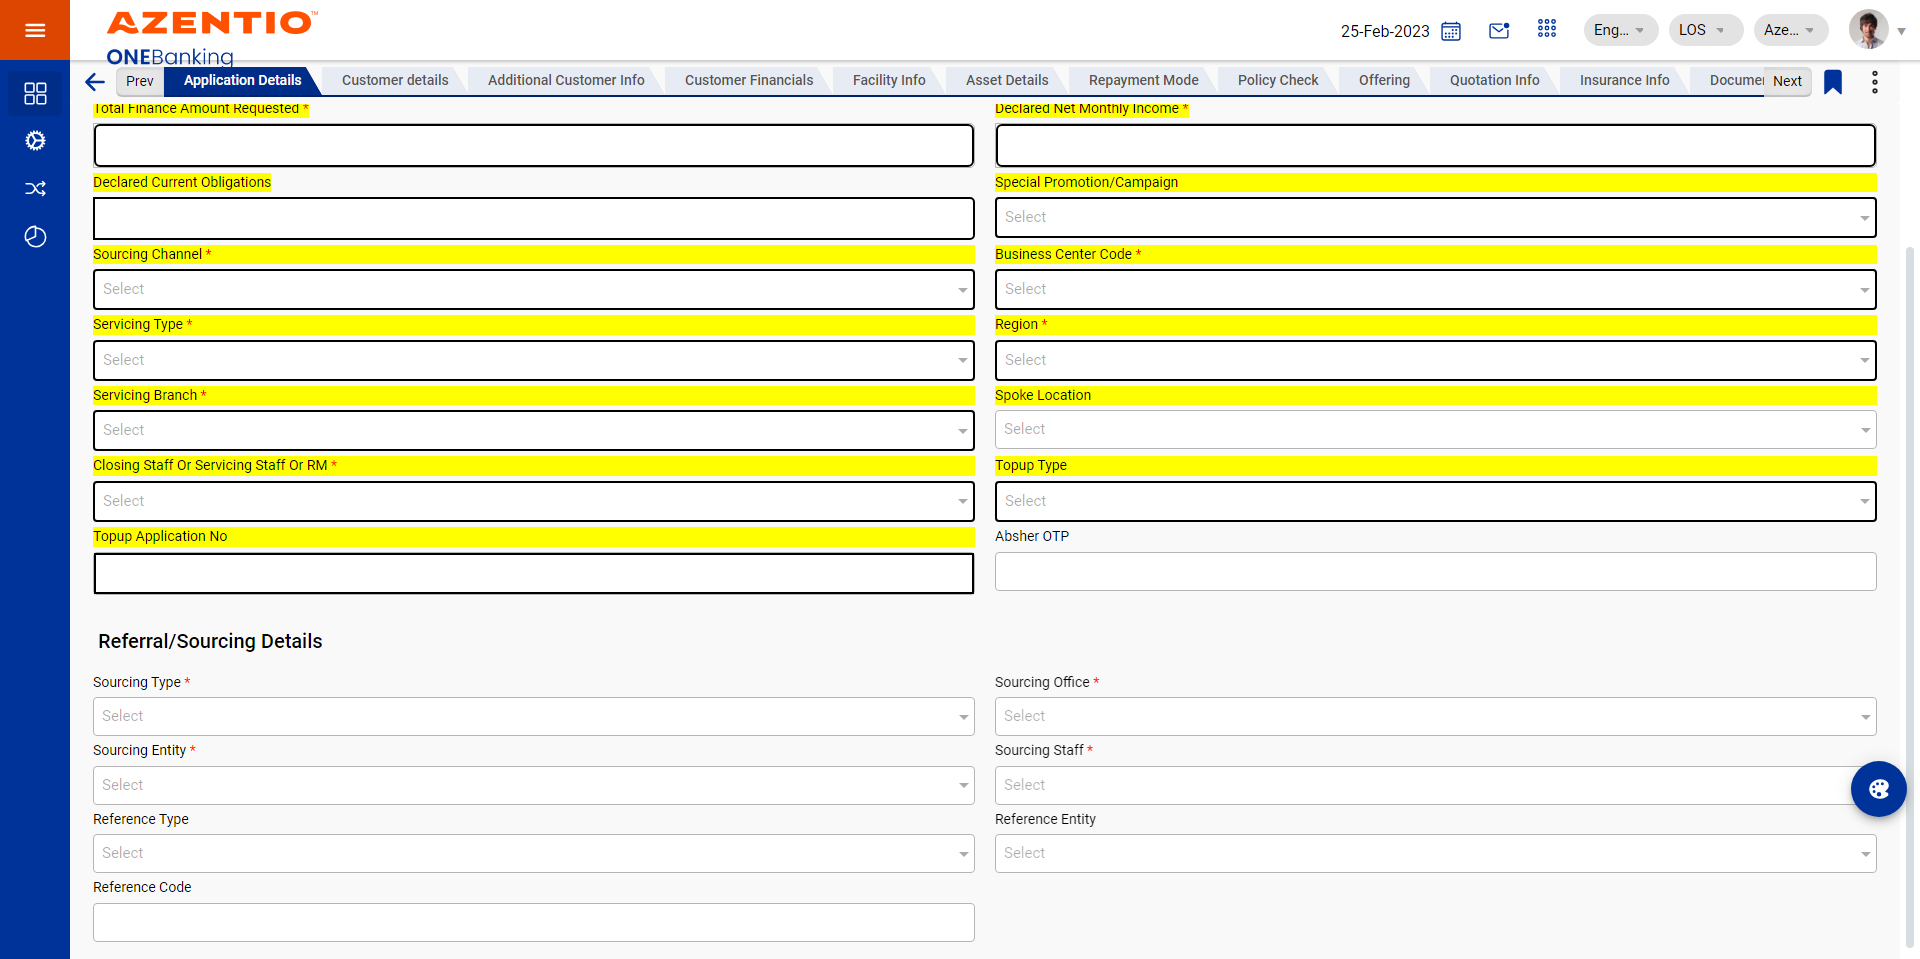 AZENTIO™
ONEBanking
25-Feb-2023
Eng...
LOS
Aze...
Prev
Application Details
Customer details
Additional Customer Info
Customer Financials
Facility Info
Asset Details
Repayment Mode
Policy Check
Offering
Quotation Info
Insurance Info
Documen
Next
Total Finance Amount Requested *
Declared Net Monthly Income *
Declared Current Obligations
Special Promotion/Campaign
Select
Sourcing Channel *
Business Center Code *
Select
Select
Servicing Type *
Region *
Select
Select
Servicing Branch *
Spoke Location
Select
Select
Closing Staff Or Servicing Staff Or RM *
Topup Type
Select
Select
Topup Application No
Absher OTP
Referral/Sourcing Details
Sourcing Type *
Sourcing Office *
Select
Select
Sourcing Entity *
Sourcing Staff *
Select
Select
Reference Type
Reference Entity
Select
Select
Reference Code